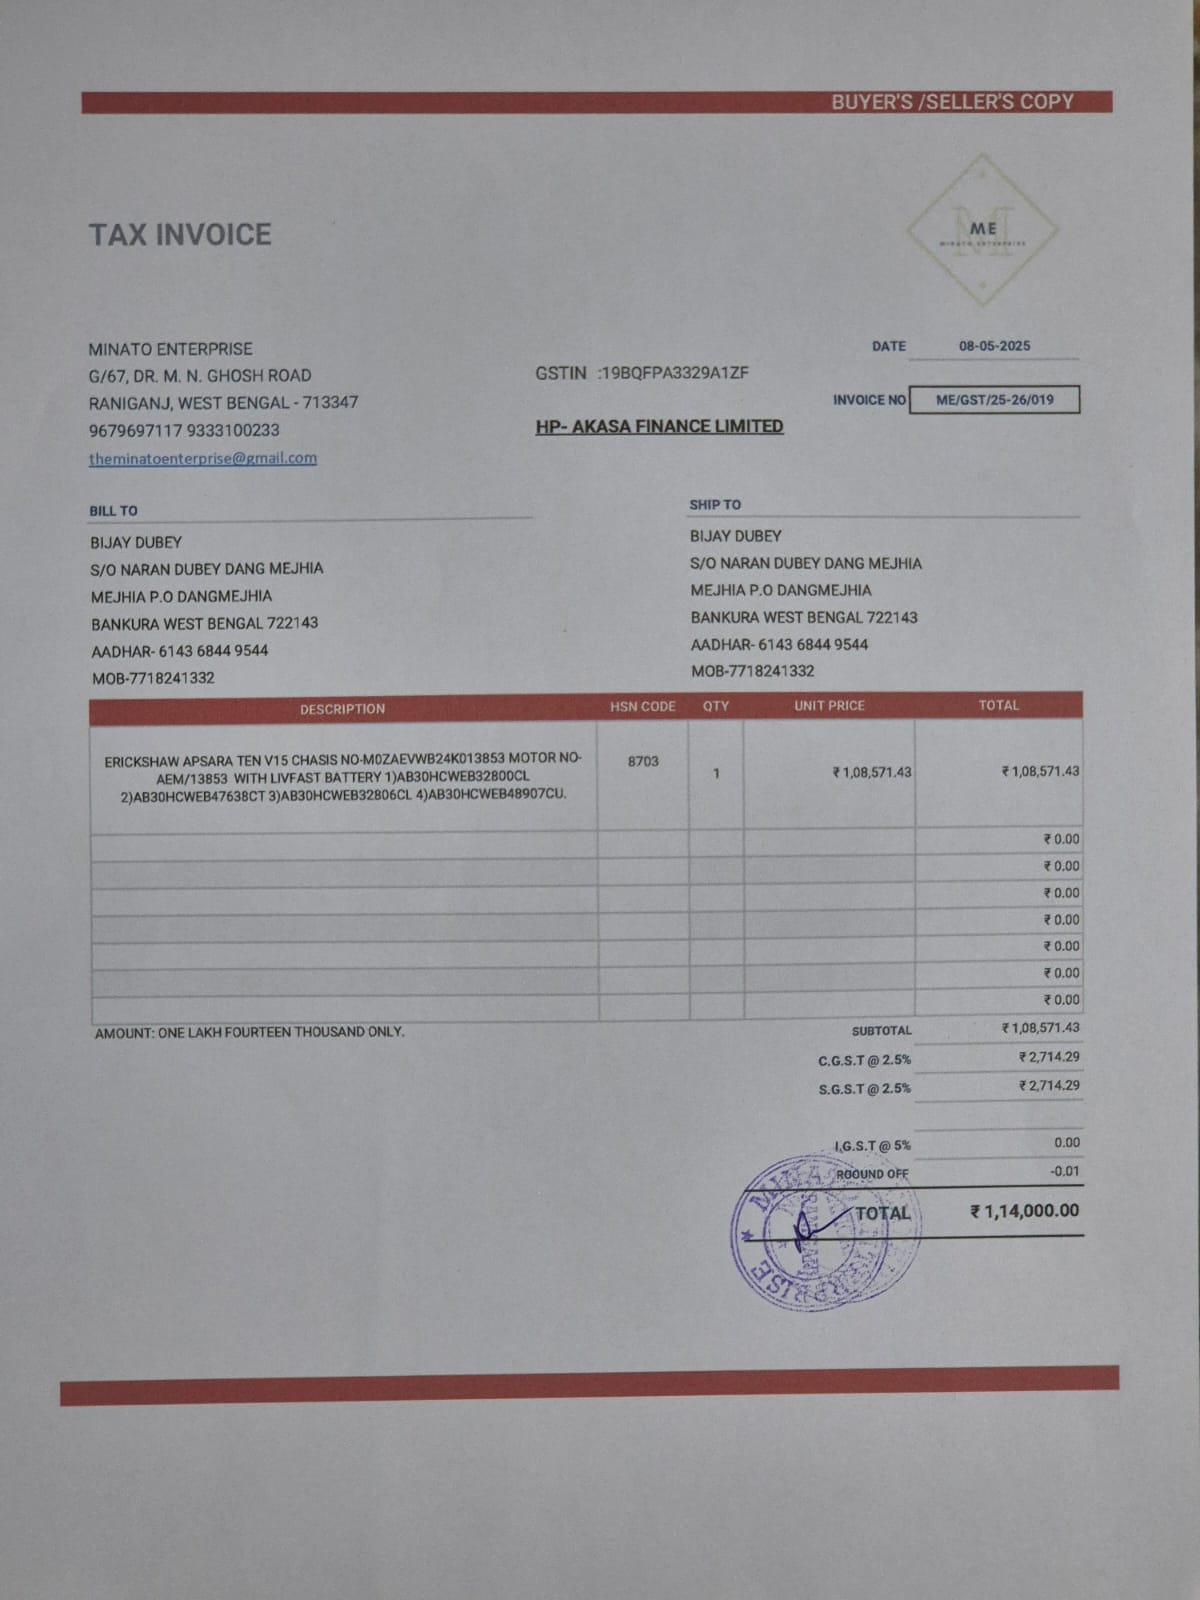 BUYER'S /SELLER'S COPY
TAX INVOICE
ME
MINATO ENTERPRISE
MINATO ENTERPRISE
G/67, DR. M. N. GHOSH ROAD
RANIGANJ, WEST BENGAL - 713347
9679697117 9333100233
theminatoenterprise@gmail.com
GSTIN :19BQFPA3329A1ZF
HP- AKASA FINANCE LIMITED
DATE 08-05-2025
INVOICE NO ME/GST/25-26/019
BILL TO
BIJAY DUBEY
S/O NARAN DUBEY DANG MEJHIA
MEJHIA P.O DANGMEJHIA
BANKURA WEST BENGAL 722143
AADHAR- 6143 6844 9544
MOB-7718241332
SHIP TO
BIJAY DUBEY
S/O NARAN DUBEY DANG MEJHIA
MEJHIA P.O DANGMEJHIA
BANKURA WEST BENGAL 722143
AADHAR- 6143 6844 9544
MOB-7718241332
DESCRIPTION HSN CODE QTY UNIT PRICE TOTAL
ERICKSHAW APSARA TEN V15 CHASIS NO-M0ZAEVWB24K013853 MOTOR NO-
AEM/13853 WITH LIVFAST BATTERY 1)AB30HCWEB32800CL
2)AB30HCWEB47638CT 3)AB30HCWEB32806CL 4)AB30HCWEB48907CU.
8703 1 ₹ 1,08,571.43 ₹ 1,08,571.43
₹ 0.00
₹ 0.00
₹ 0.00
₹ 0.00
₹ 0.00
₹ 0.00
₹ 0.00
AMOUNT: ONE LAKH FOURTEEN THOUSAND ONLY.
SUBTOTAL ₹ 1,08,571.43
C.G.S.T @ 2.5% ₹ 2,714.29
S.G.S.T @ 2.5% ₹ 2,714.29
I.G.S.T @ 5% 0.00
ROOUND OFF -0.01
TOTAL ₹ 1,14,000.00